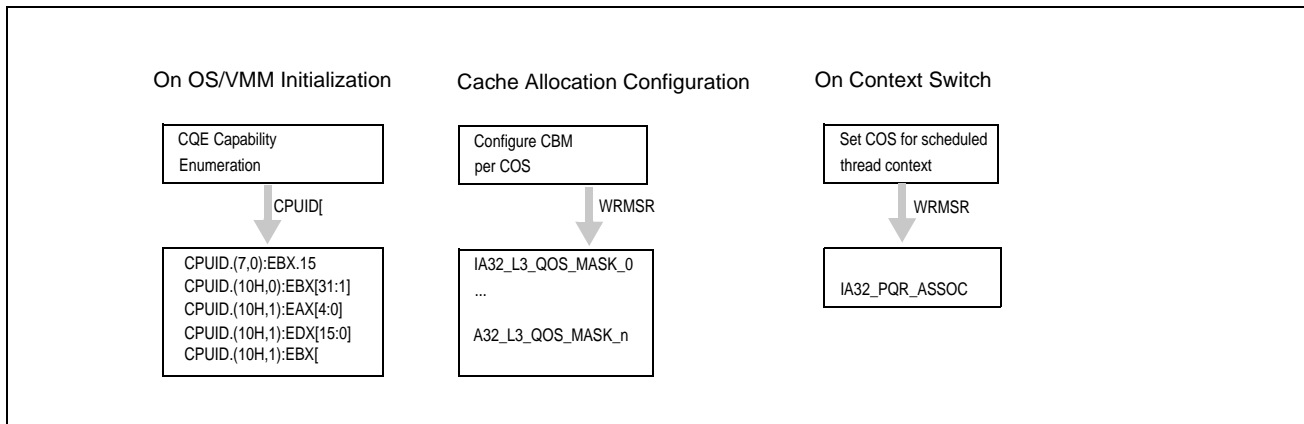 On OS/VMM Initialization
CQE Capability
Enumeration
CPUID[
CPUID.(7,0):EBX.15
CPUID.(10H,0):EBX[31:1]
CPUID.(10H,1):EAX[4:0]
CPUID.(10H,1):EDX[15:0]
CPUID.(10H,1):EBX[
Cache Allocation Configuration
Configure CBM
per COS
WRMSR
IA32_L3_QOS_MASK_0
...
A32_L3_QOS_MASK_n
On Context Switch
Set COS for scheduled
thread context
WRMSR
IA32_PQR_ASSOC